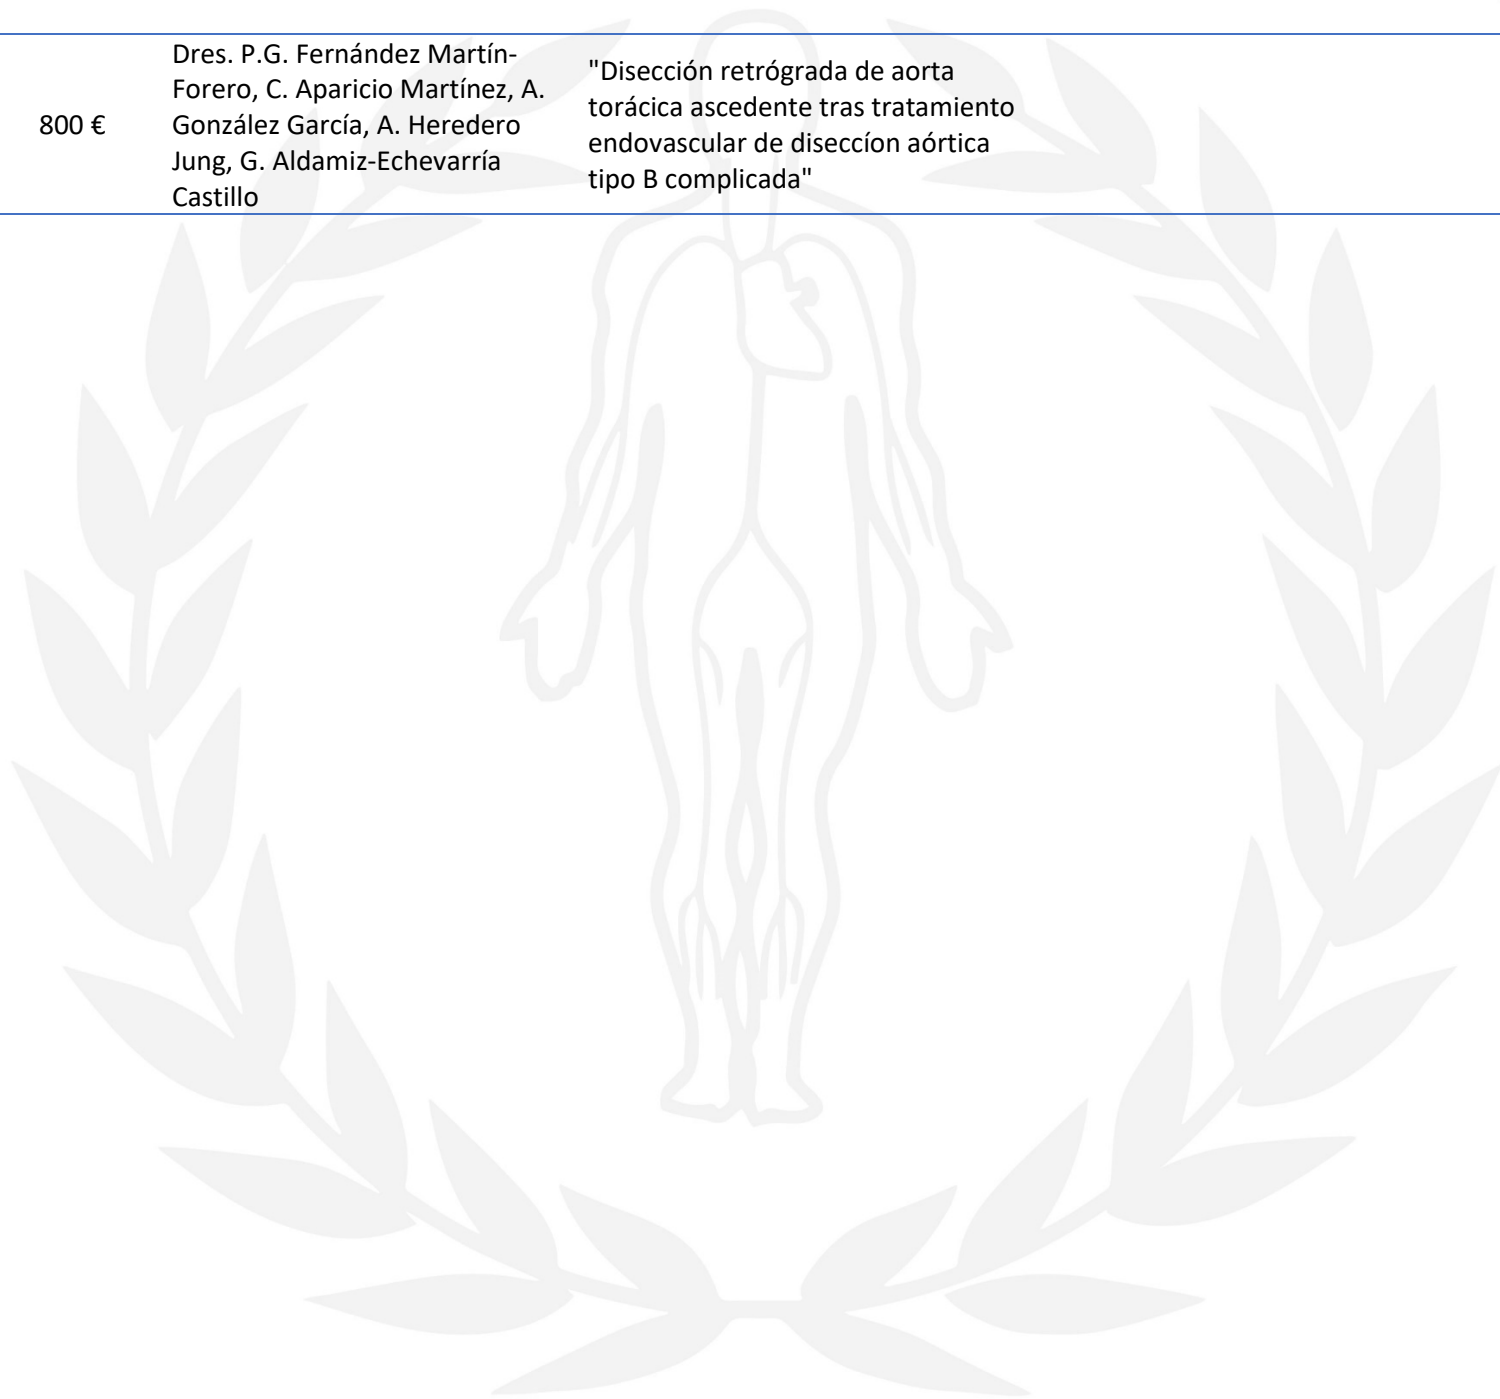 800 €
Dres. P.G. Fernández Martín-
Forero, C. Aparicio Martínez, A.
González García, A. Heredero
Jung, G. Aldamiz-Echevarría
Castillo
"Disección retrógrada de aorta
torácica ascedente tras tratamiento
endovascular de diseccíon aórtica
tipo B complicada"